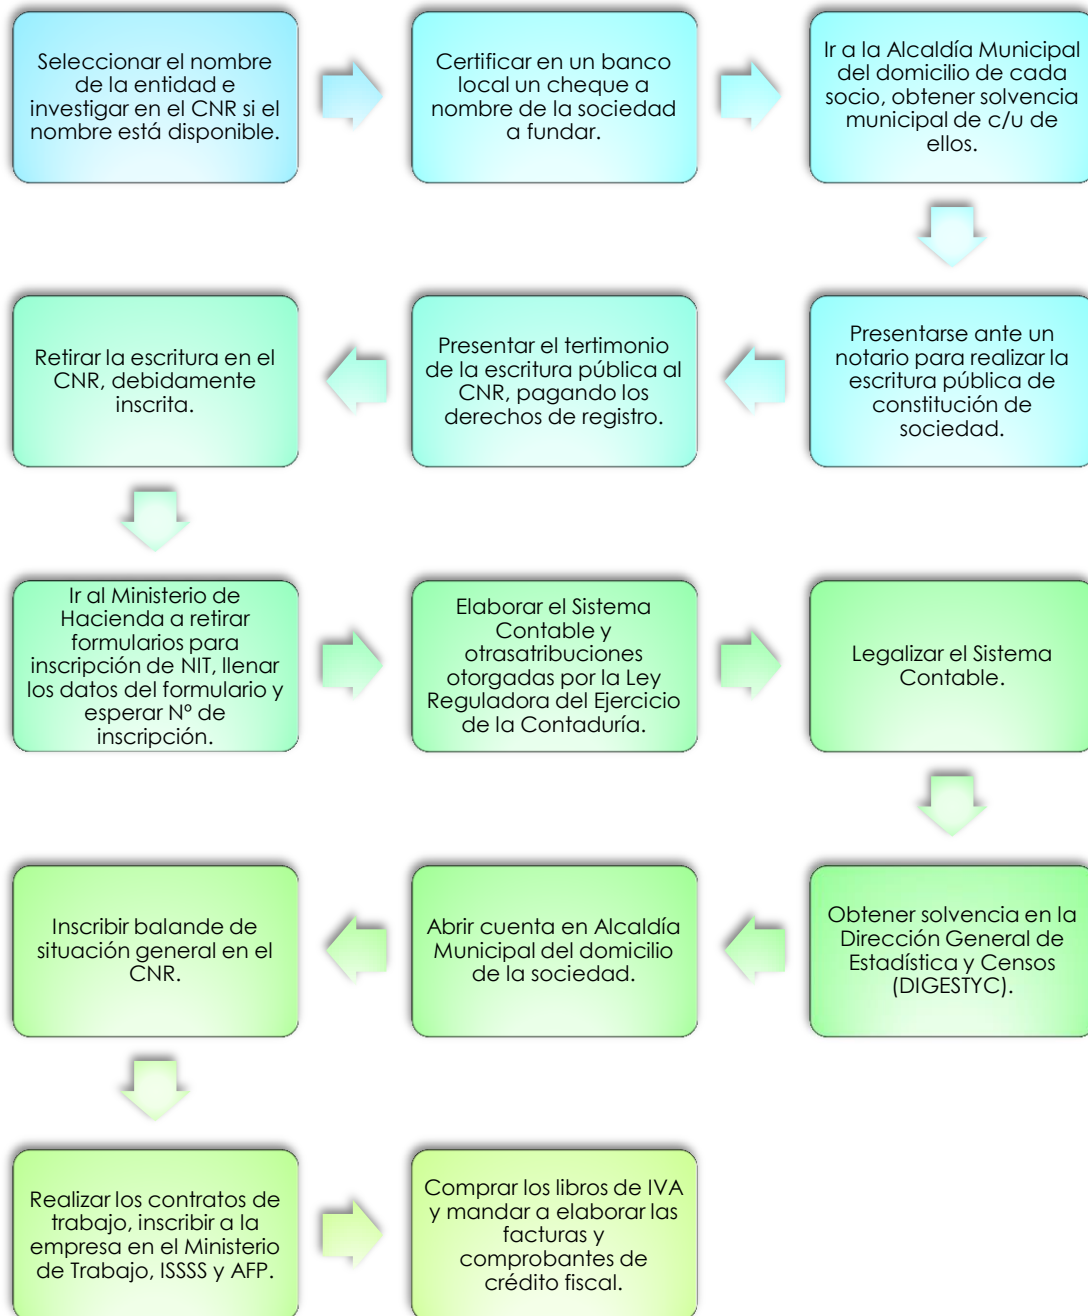 Seleccionar el nombre
de la entidad e
investigar en el CNR si el
nombre está disponible.
Certificar en un banco
local un cheque a
nombre de la sociedad
a fundar.
Ir a la Alcaldía Municipal
del domicilio de cada
socio, obtener solvencia
municipal de c/u de
ellos.
Presentarse ante un
notario para realizar la
escritura pública de
constitución de
sociedad.
Presentar el tertimonio
de la escritura pública al
CNR, pagando los
derechos de registro.
Retirar la escritura en el
CNR, debidamente
inscrita.
Ir al Ministerio de
Hacienda a retirar
formularios para
inscripción de NIT, llenar
los datos del formulario y
esperar Nº de
inscripción.
Elaborar el Sistema
Contable y
otrasatribuciones
otorgadas por la Ley
Reguladora del Ejercicio
de la Contaduría.
Legalizar el Sistema
Contable.
Obtener solvencia en la
Dirección General de
Estadística y Censos
(DIGESTYC).
Abrir cuenta en Alcaldía
Municipal del domicilio
de la sociedad.
Inscribir balande de
situación general en el
CNR.
Realizar los contratos de
trabajo, inscribir a la
empresa en el Ministerio
de Trabajo, ISSSS y AFP.
Comprar los libros de IVA
y mandar a elaborar las
facturas y
comprobantes de
crédito fiscal.